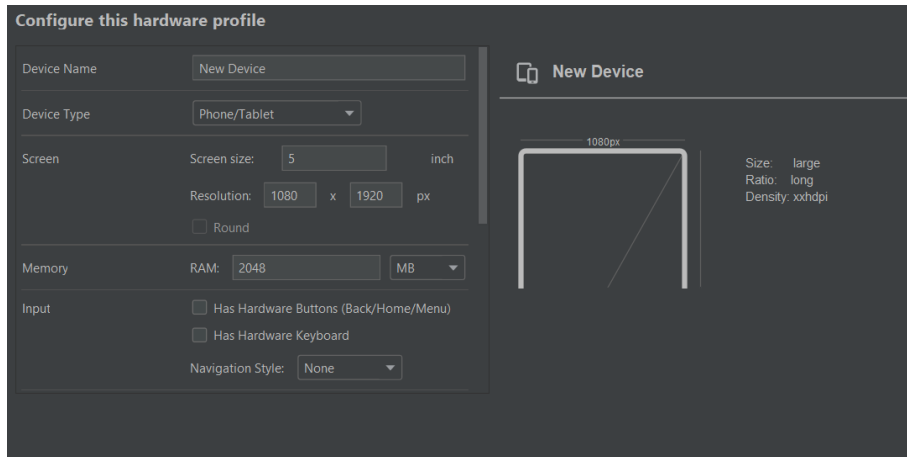 Configure this hardware profile
Device Name New Device
Device Type Phone/Tablet
Screen Screen size: 5 inch
Resolution: 1080 x 1920 px
Round
Memory RAM: 2048 MB
Input Has Hardware Buttons (Back/Home/Menu)
Has Hardware Keyboard
Navigation Style: None
New Device
1080px
Size: large
Ratio: long
Density: xxhdpi